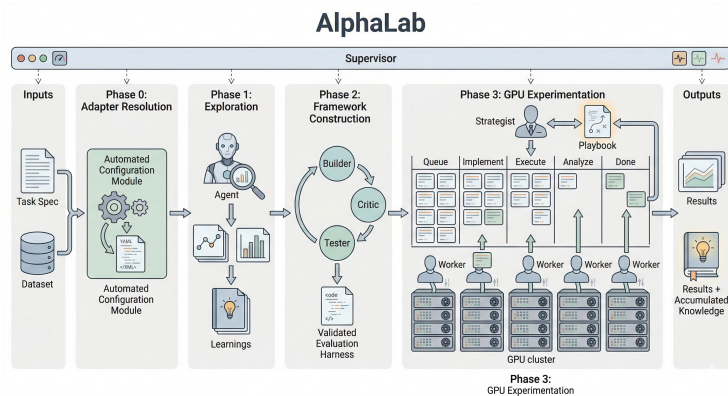 AlphaLab
Supervisor
Inputs
Task Spec
Dataset
Phase 0:
Adapter Resolution
Automated
Configuration
Module
YAML
</XML>
Automated
Configuration
Module
Phase 1:
Exploration
Agent
Learnings
Phase 2:
Framework
Construction
Builder
Critic
Tester
<code
Validated
Evaluation
Harness
Phase 3: GPU Experimentation
Strategist
Playbook
Queue Implement Execute Analyze Done
Worker Worker Worker Worker
GPU cluster
Phase 3:
GPU Experimentation
Outputs
Results
Results +
Accumulated
Knowledge